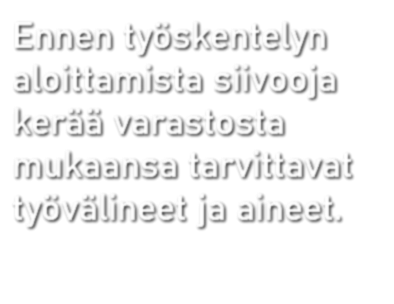 Ennen työskentelyn
aloittamista siivooja
kerää varastosta
mukaansa tarvittavat
työvälineet ja aineet.